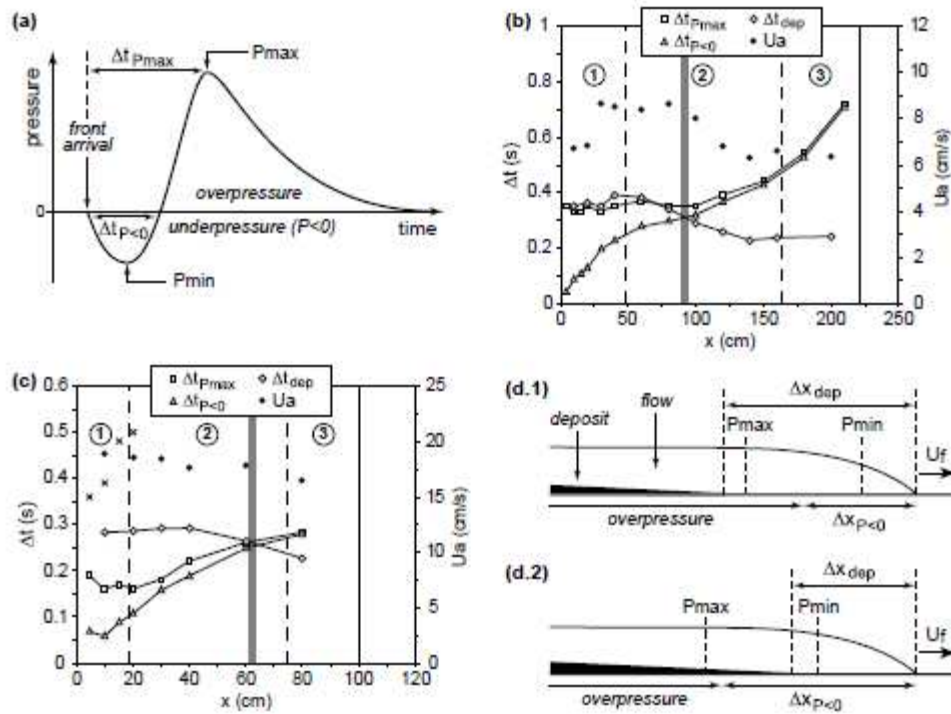 (a)
Δt Pmax
Pmax
pressure
front
arrival
0
overpressure
Δt P<0
underpressure (P<0)
time
Pmin
(b)
Δt Pmax
Δt dep
Δt P<0
Ua
1
2
3
1
0.8
0.6
0.4
0.2
0
Δt (s)
12
10
8
6
4
2
0
Ua (cm/s)
0
50
100
150
200
250
x (cm)
(c)
Δt Pmax
Δt dep
Δt P<0
Ua
1
2
3
0.6
0.5
0.4
0.3
0.2
0.1
0
Δt (s)
25
20
15
10
5
0
Ua (cm/s)
0
20
40
60
80
100
120
x (cm)
(d.1)
deposit
flow
Δx dep
Pmax
Pmin
Uf
overpressure
Δx P<0
(d.2)
Δx dep
Pmax
Pmin
Uf
overpressure
Δx P<0